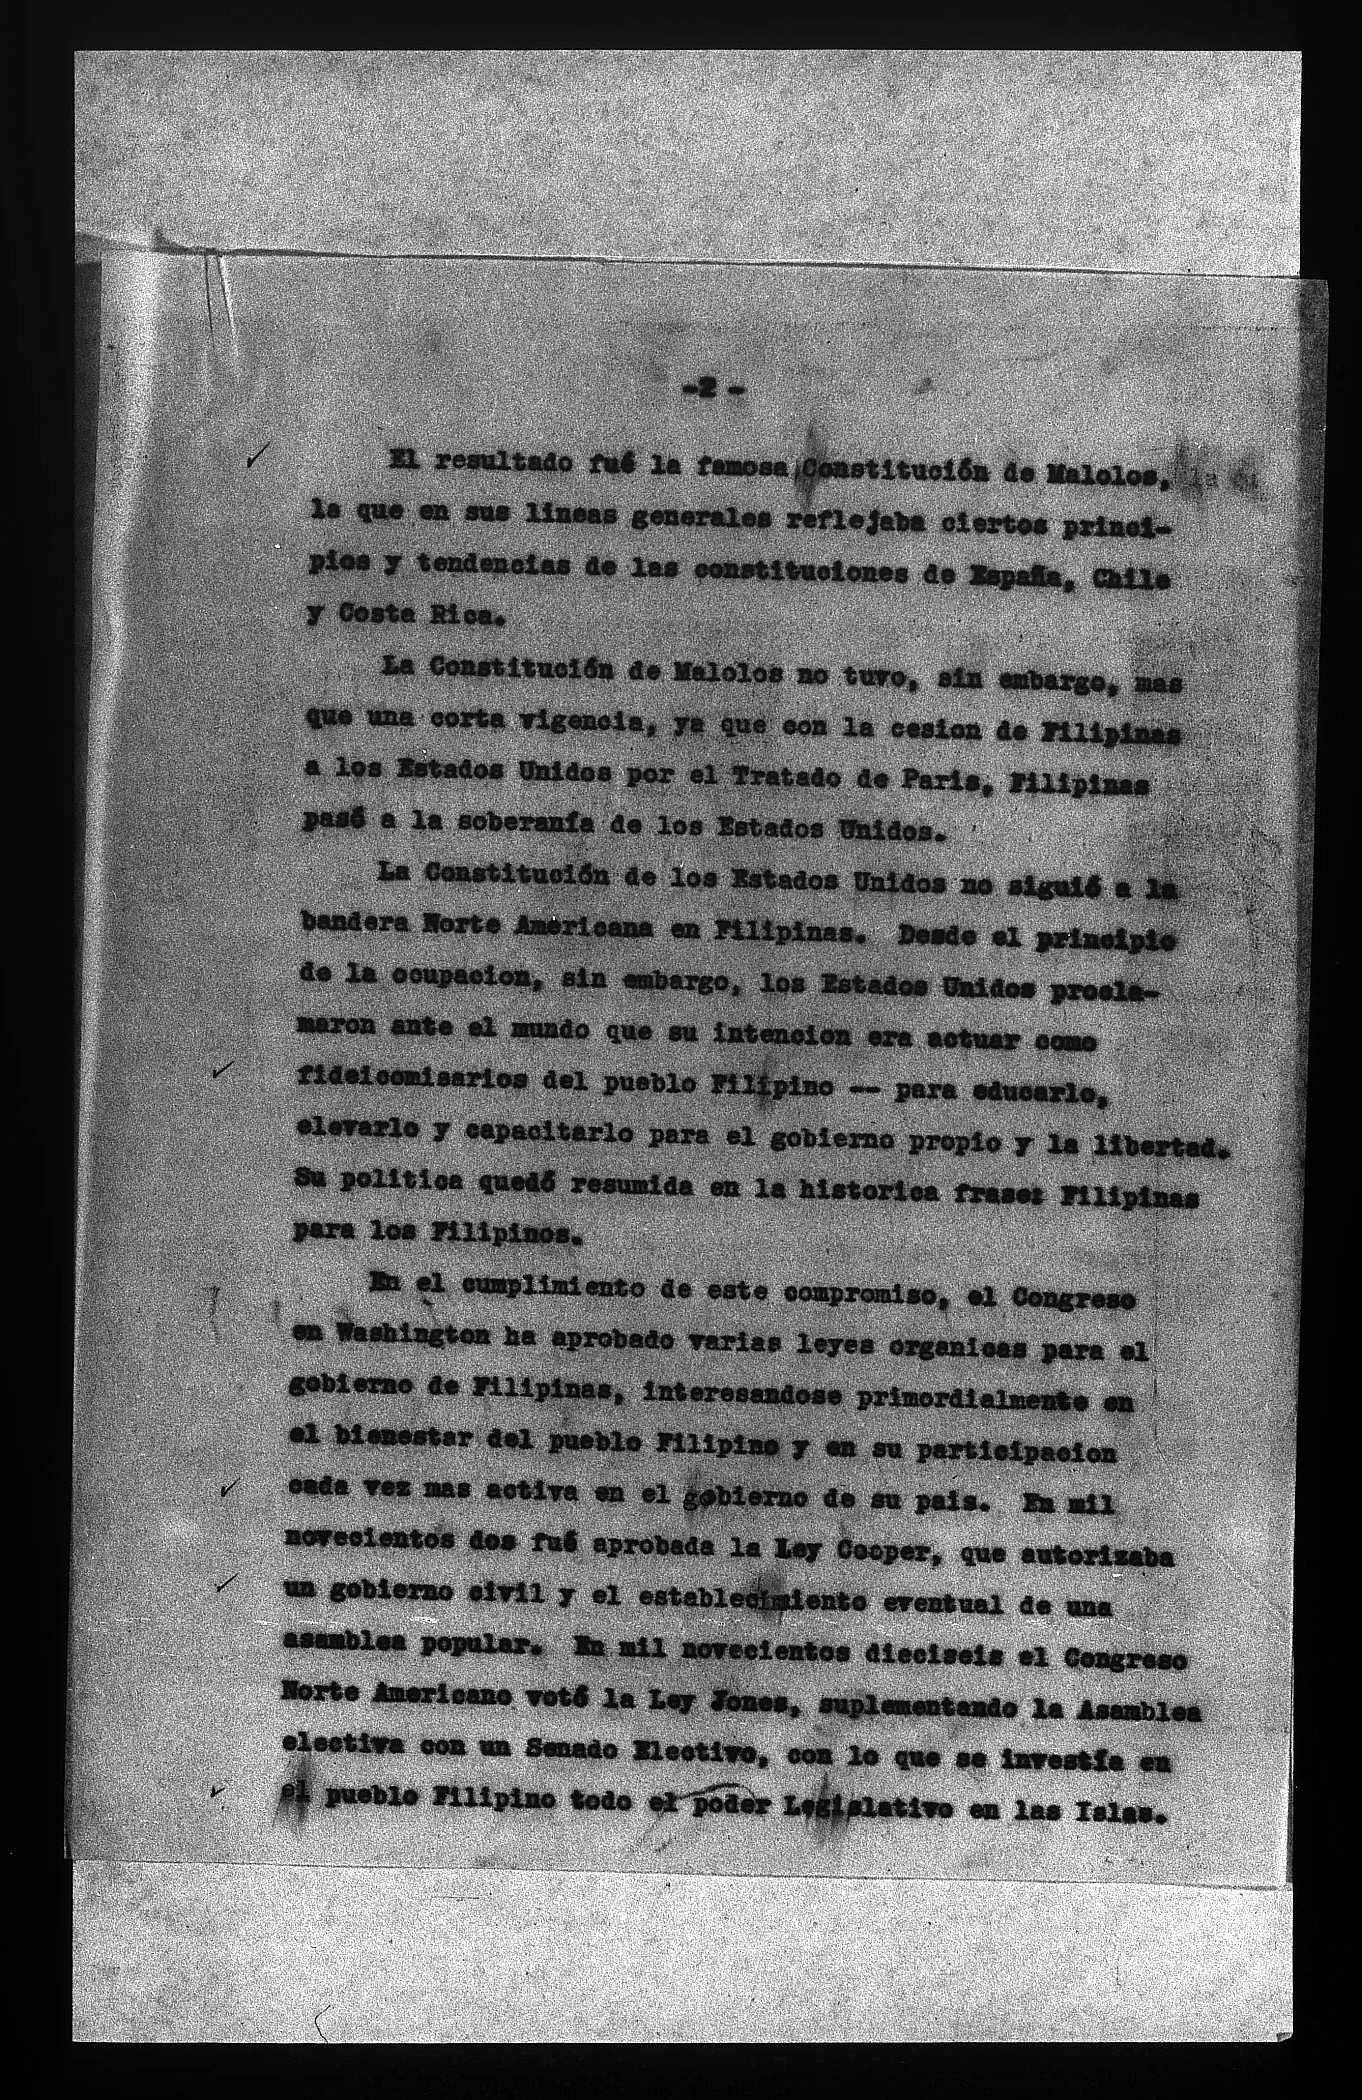 -2 -
El resultado fué la famosa Constitución de Malolos,
la que en sus lineas generales reflejaba ciertos princi-
pios y tendencias de las constituciones de España, Chile
y Costa Rica.
La Constitución de Malolos no tuvo, sin embargo, mas
que una corta vigencia, ya que con la cesion de Filipinas
a los Estados Unidos por el Tratado de Paris, Filipinas
pasó a la soberanía de los Estados Unidos.
La Constitución de los Estados Unidos no siguió a la
bandera Norte Americana en Filipinas. Desde el principio
de la ocupacion, sin embargo, los Estados Unidos procla-
maron ante el mundo que su intencion era actuar como
fideicomisarios del pueblo Filipino -- para educarlo,
elevarlo y capacitarlo para el gobierno propio y la libertad.
Su politica quedó resumida en la historica frase: Filipinas
para los Filipinos.
En el cumplimiento de este compromiso, el Congreso
en Washington ha aprobado varias leyes organicas para el
gobierno de Filipinas, interesandose primordialmente en
el bienestar del pueblo Filipino y en su participacion
cada vez mas activa en el gobierno de su pais. En mil
novecientos dos fué aprobada la Ley Cooper, que autorizaba
un gobierno civil y el establecimiento eventual de una
asamblea popular. En mil novecientos dieciseis el Congreso
Norte Americano votó la Ley Jones, suplementando la Asamblea
electiva con un Senado Electivo, con lo que se investía en
el pueblo Filipino todo el poder Legislativo en las Islas.